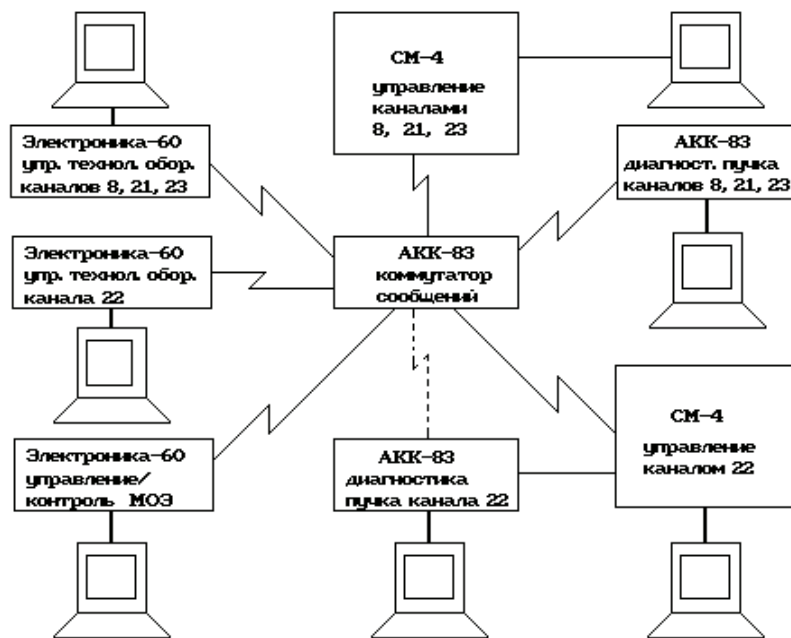 СМ-4
управление
каналами
8, 21, 23
Электроника-60
упр. технол. обор.
каналов 8, 21, 23
АКК-83
диагност. пучка
каналов 8, 21, 23
Электроника-60
упр. технол. обор.
канала 22
АКК-83
коммутатор
сообщений
СМ-4
управление
каналом 22
Электроника-60
управление/
контроль МОЭ
АКК-83
диагностика
пучка канала 22